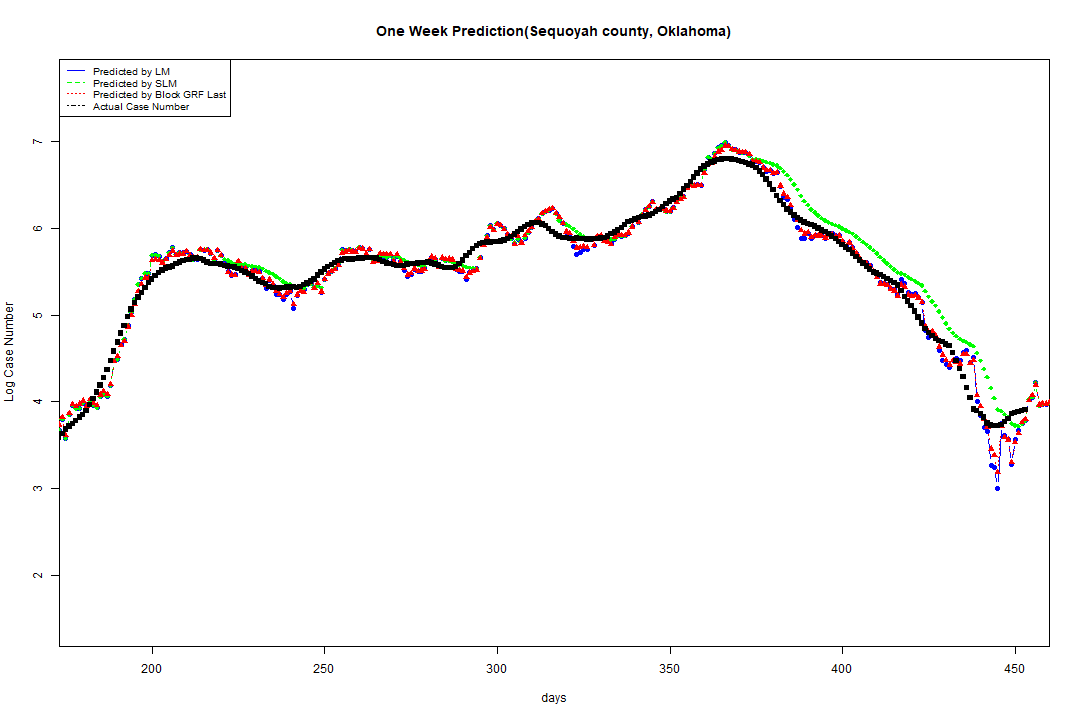 One Week Prediction(Sequoyah county, Oklahoma)
Predicted by LM
Predicted by SLM
Predicted by Block GRF Last
Actual Case Number
Log Case Number
7
6
5
4
3
2
200 250 300 350 400 450
days